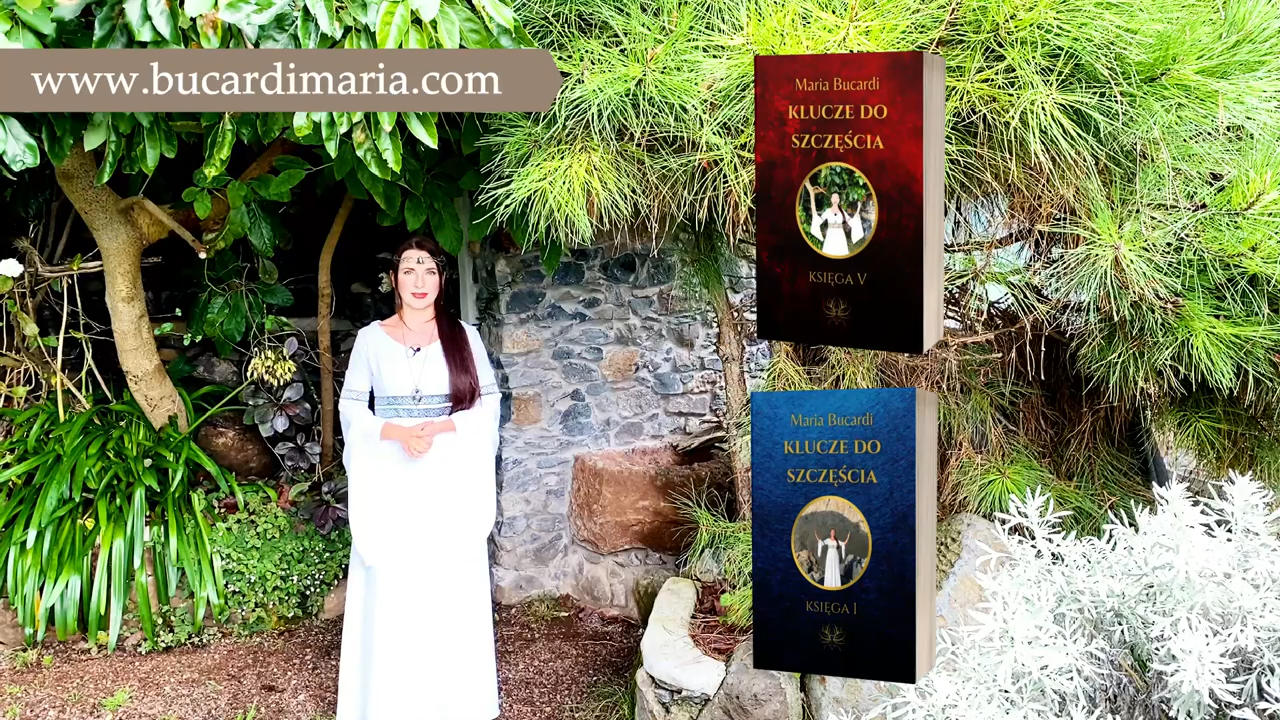 www.bucardimaria.com
Maria Bucardi
KLUCZE DO
SZCZĘŚCIA
KSIĘGA V
Maria Bucardi
KLUCZE DO
SZCZĘŚCIA
KSIĘGA I